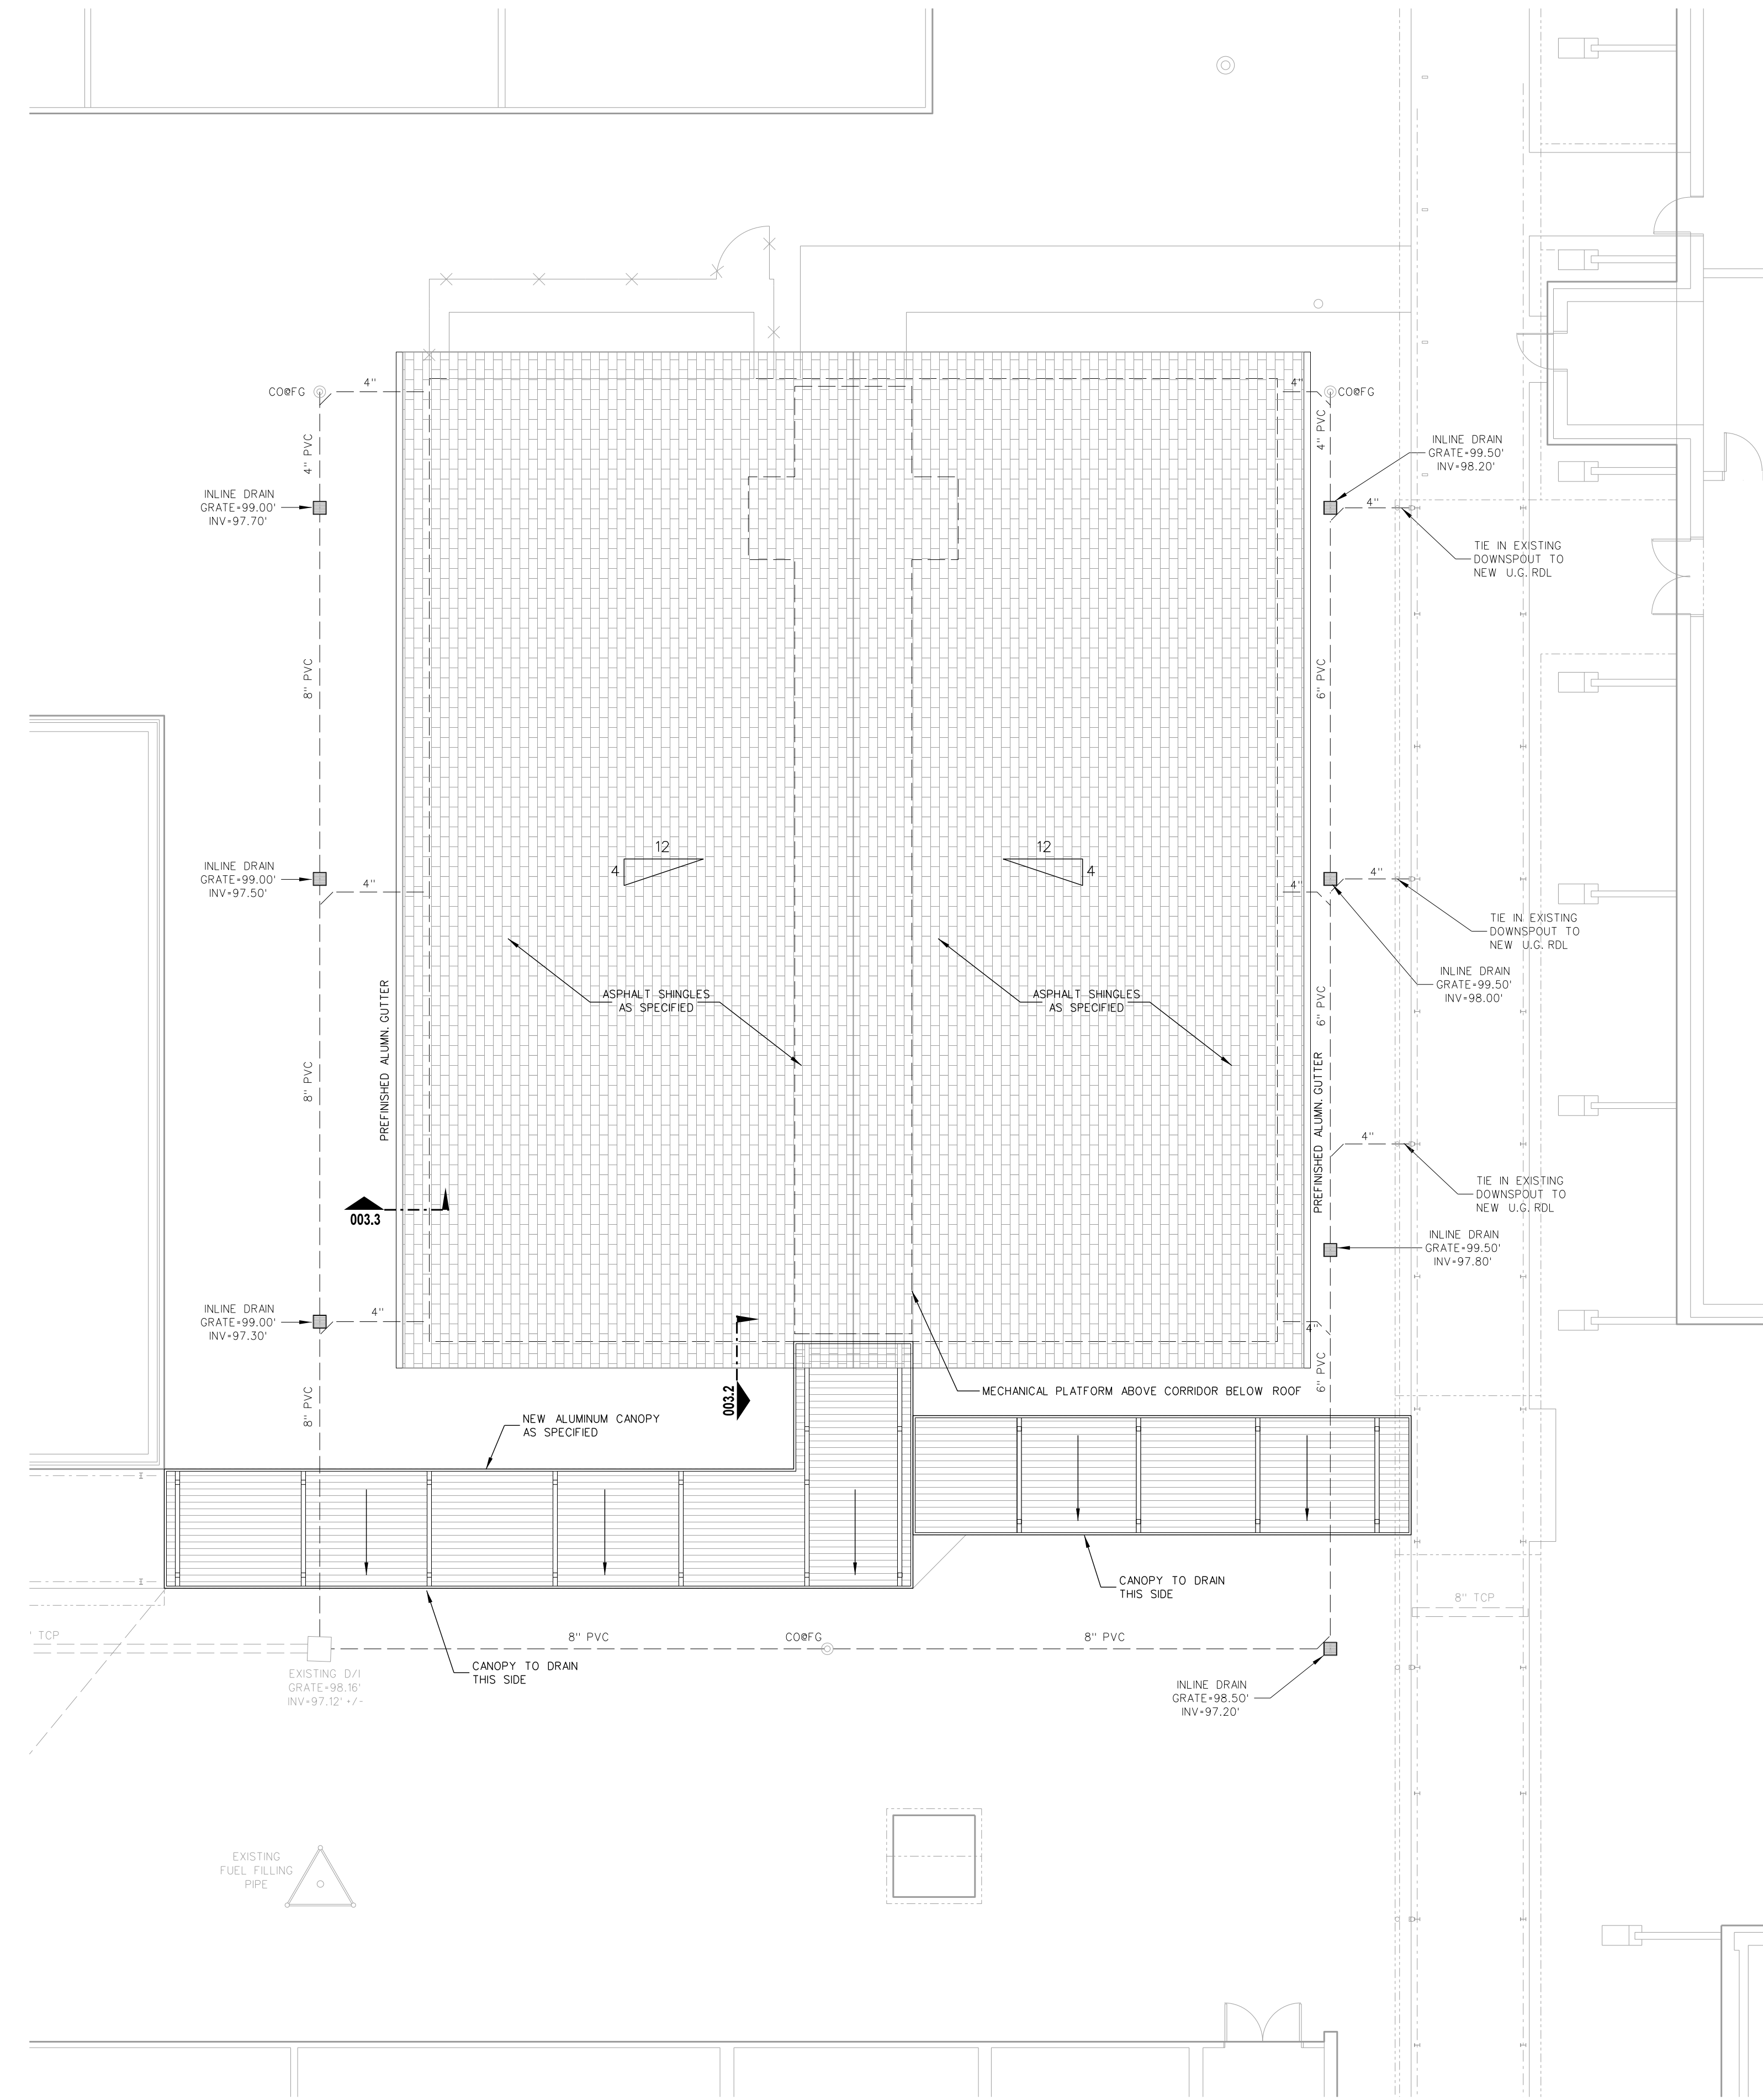 4"
4"
CO@FG
CO@FG
4" PVC
4" PVC
INLINE DRAIN
GRATE=99.50'
INV=98.20'
INLINE DRAIN
GRATE=99.00'
INV=97.70'
4"
TIE IN EXISTING
DOWNSPOUT TO
NEW U.G. RDL
8" PVC
6" PVC
12
4
12
4
INLINE DRAIN
GRATE=99.00'
INV=97.50'
4"
4"
4"
TIE IN EXISTING
DOWNSPOUT TO
NEW U.G. RDL
INLINE DRAIN
GRATE=99.50'
INV=98.00'
ASPHALT SHINGLES
AS SPECIFIED
ASPHALT SHINGLES
AS SPECIFIED
6" PVC
8" PVC
PREFINISHED ALUMN. GUTTER
PREFINISHED ALUMN. GUTTER
4"
TIE IN EXISTING
DOWNSPOUT TO
NEW U.G. RDL
003.3
INLINE DRAIN
GRATE=99.50'
INV=97.80'
INLINE DRAIN
GRATE=99.00'
INV=97.30'
4"
4"
003.2
6" PVC
8" PVC
MECHANICAL PLATFORM ABOVE CORRIDOR BELOW ROOF
NEW ALUMINUM CANOPY
AS SPECIFIED
CANOPY TO DRAIN
THIS SIDE
8" TCP
' TCP
8" PVC
CO@FG
8" PVC
CANOPY TO DRAIN
THIS SIDE
EXISTING D/I
GRATE=98.16'
INV=97.12' +/-
INLINE DRAIN
GRATE=98.50'
INV=97.20'
EXISTING
FUEL FILLING
PIPE